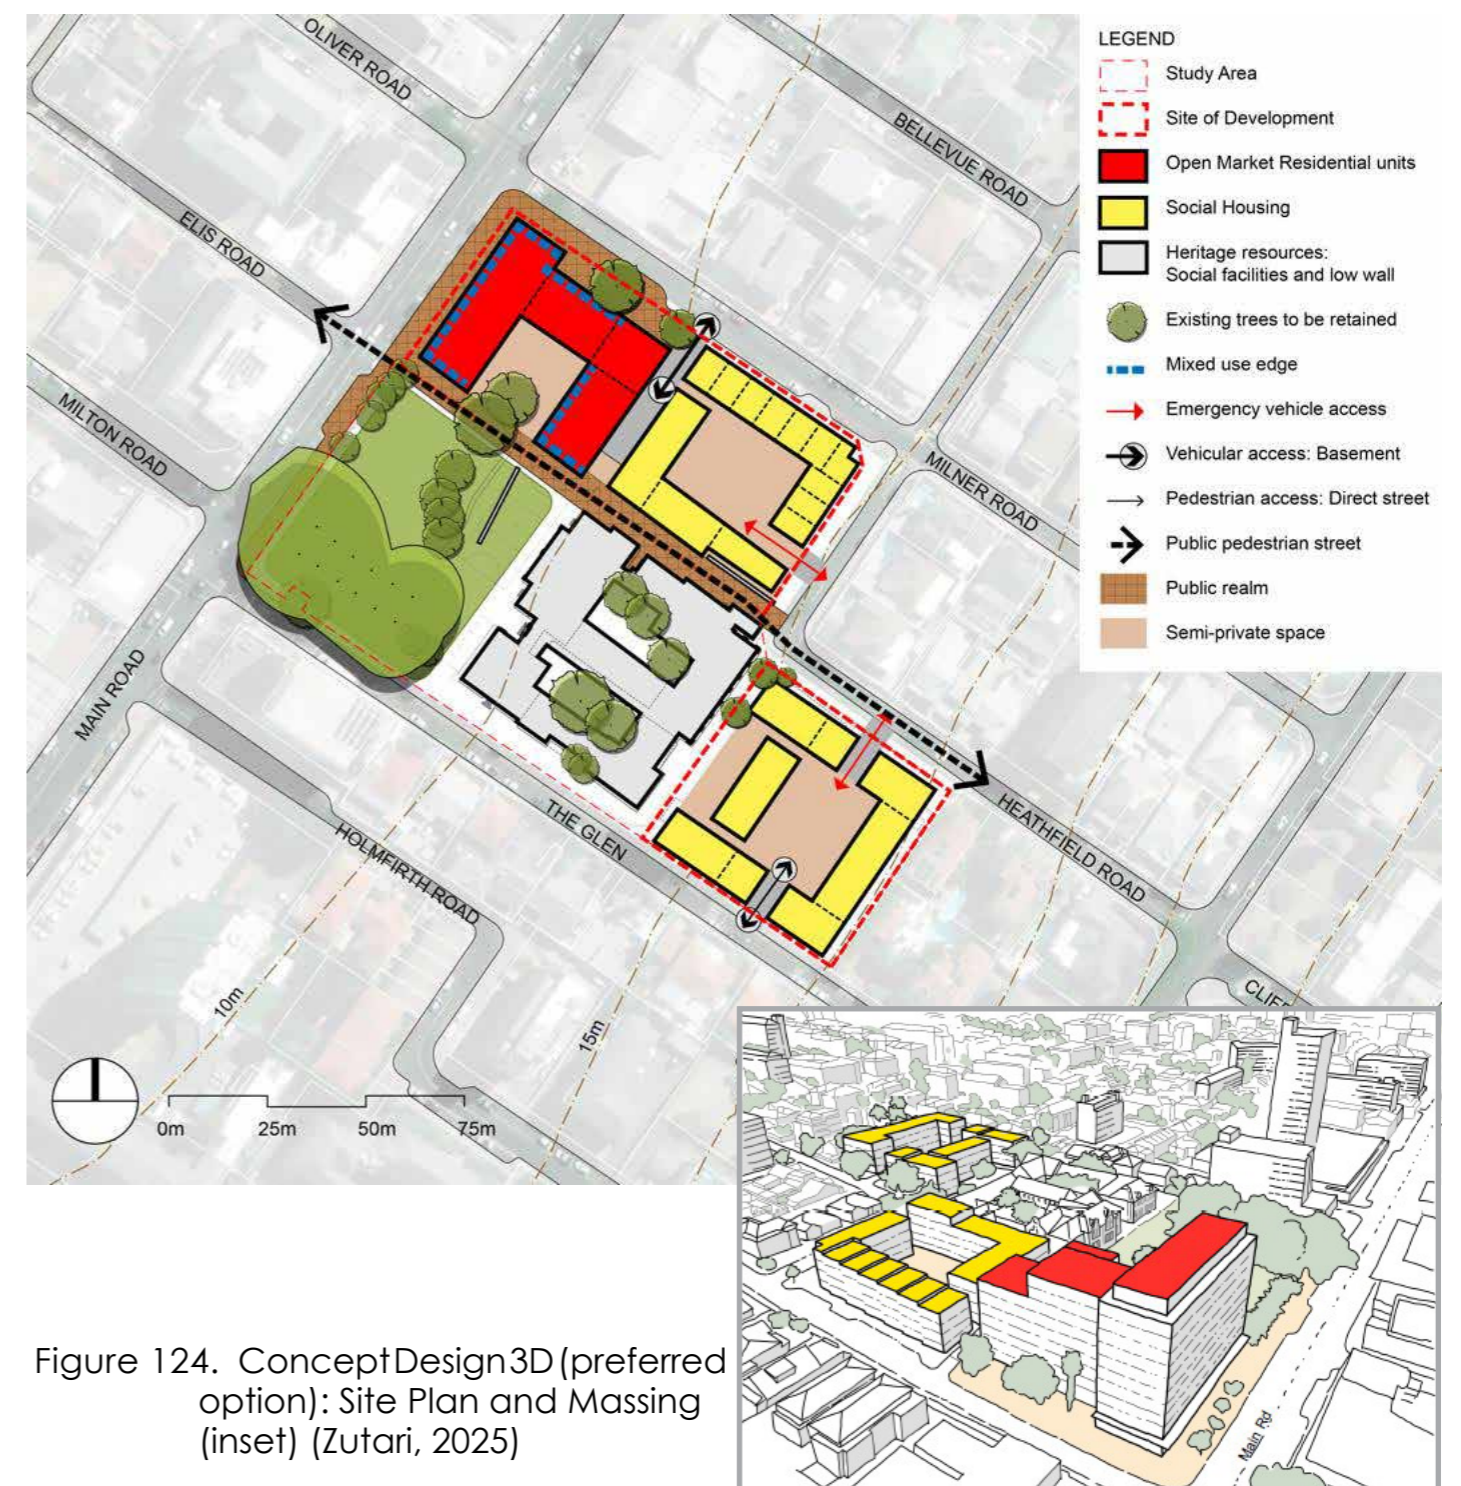 OLIVER ROAD
BELLEVUE ROAD
ELIS ROAD
MILTON ROAD
MILNER ROAD
MAIN ROAD
THE GLEN
HOLMFIRTH ROAD
HEATHFIELD ROAD
10m
15m
0m
25m
50m
75m
LEGEND
Study Area
Site of Development
Open Market Residential units
Social Housing
Heritage resources:
Social facilities and low wall
Existing trees to be retained
Mixed use edge
Emergency vehicle access
Vehicular access: Basement
Pedestrian access: Direct street
Public pedestrian street
Public realm
Semi-private space
Main Rd
Figure 124. Concept Design 3D (preferred
option): Site Plan and Massing
(inset) (Zutari, 2025)